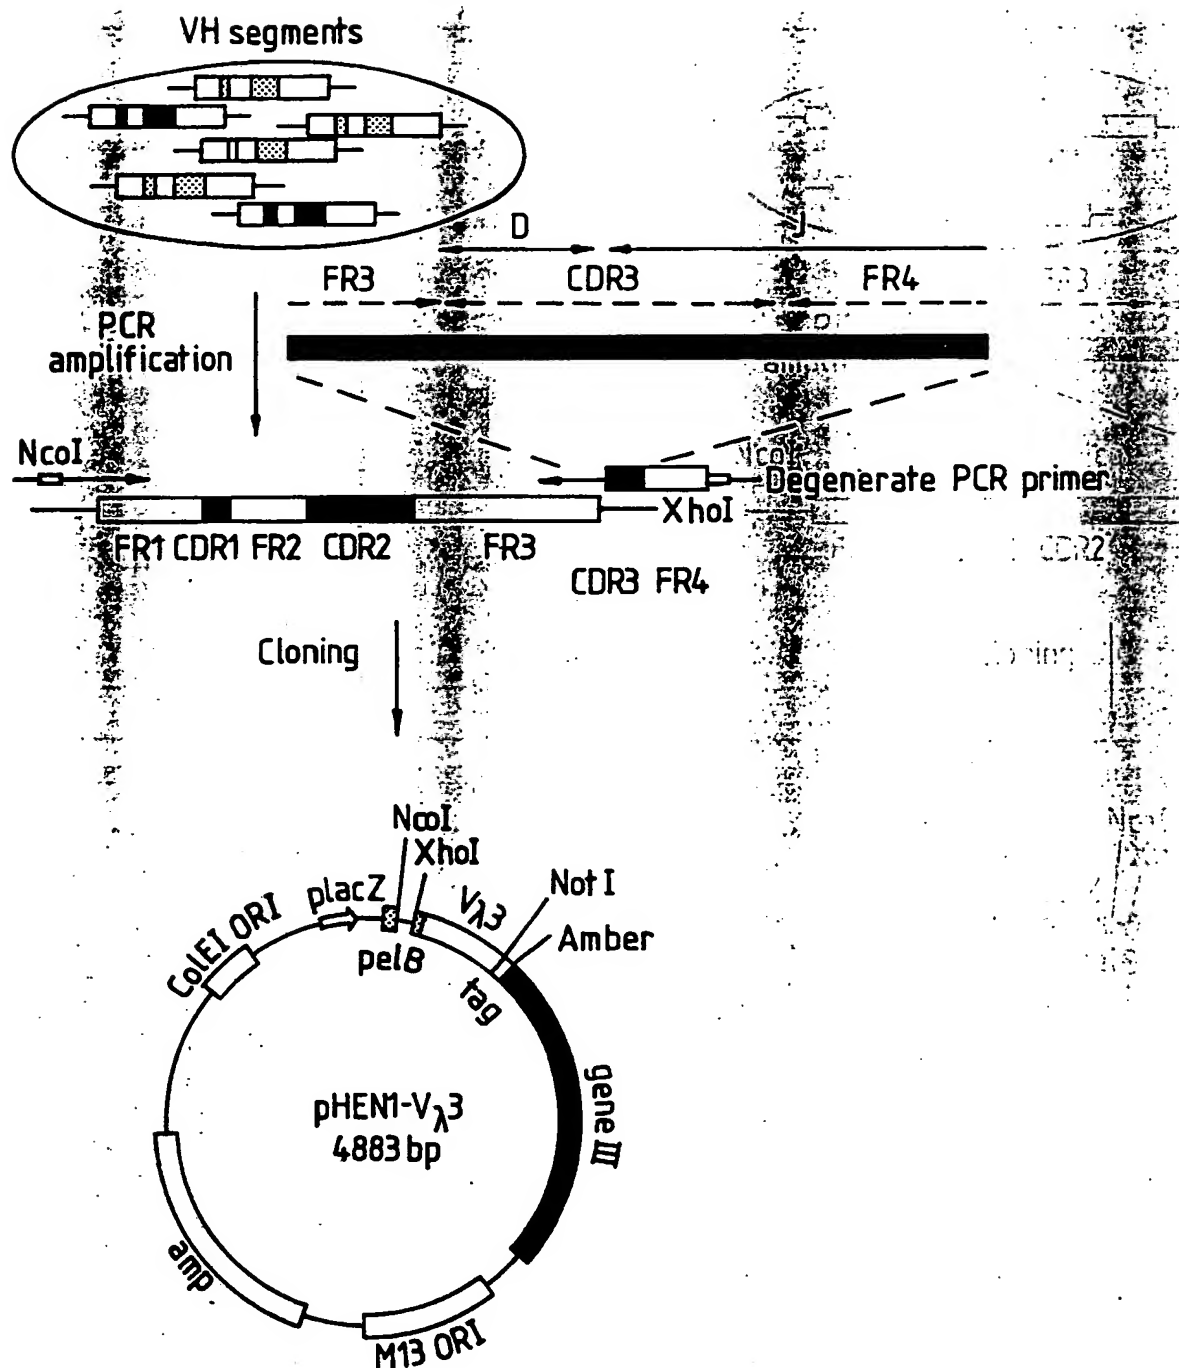 VH segments
D
J
FR3
CDR3
FR4
PCR
amplification
NcoI
Degenerate PCR primer
XhoI
FR1 CDR1 FR2 CDR2 FR3
CDR3 FR4
CDR2
Cloning
NcoI
XhoI
placZ
Vλ3
Not I
ColEI ORI
pelB
Amber
tag
gene III
pHEN1-Vλ3
4883 bp
amp
M13 ORI